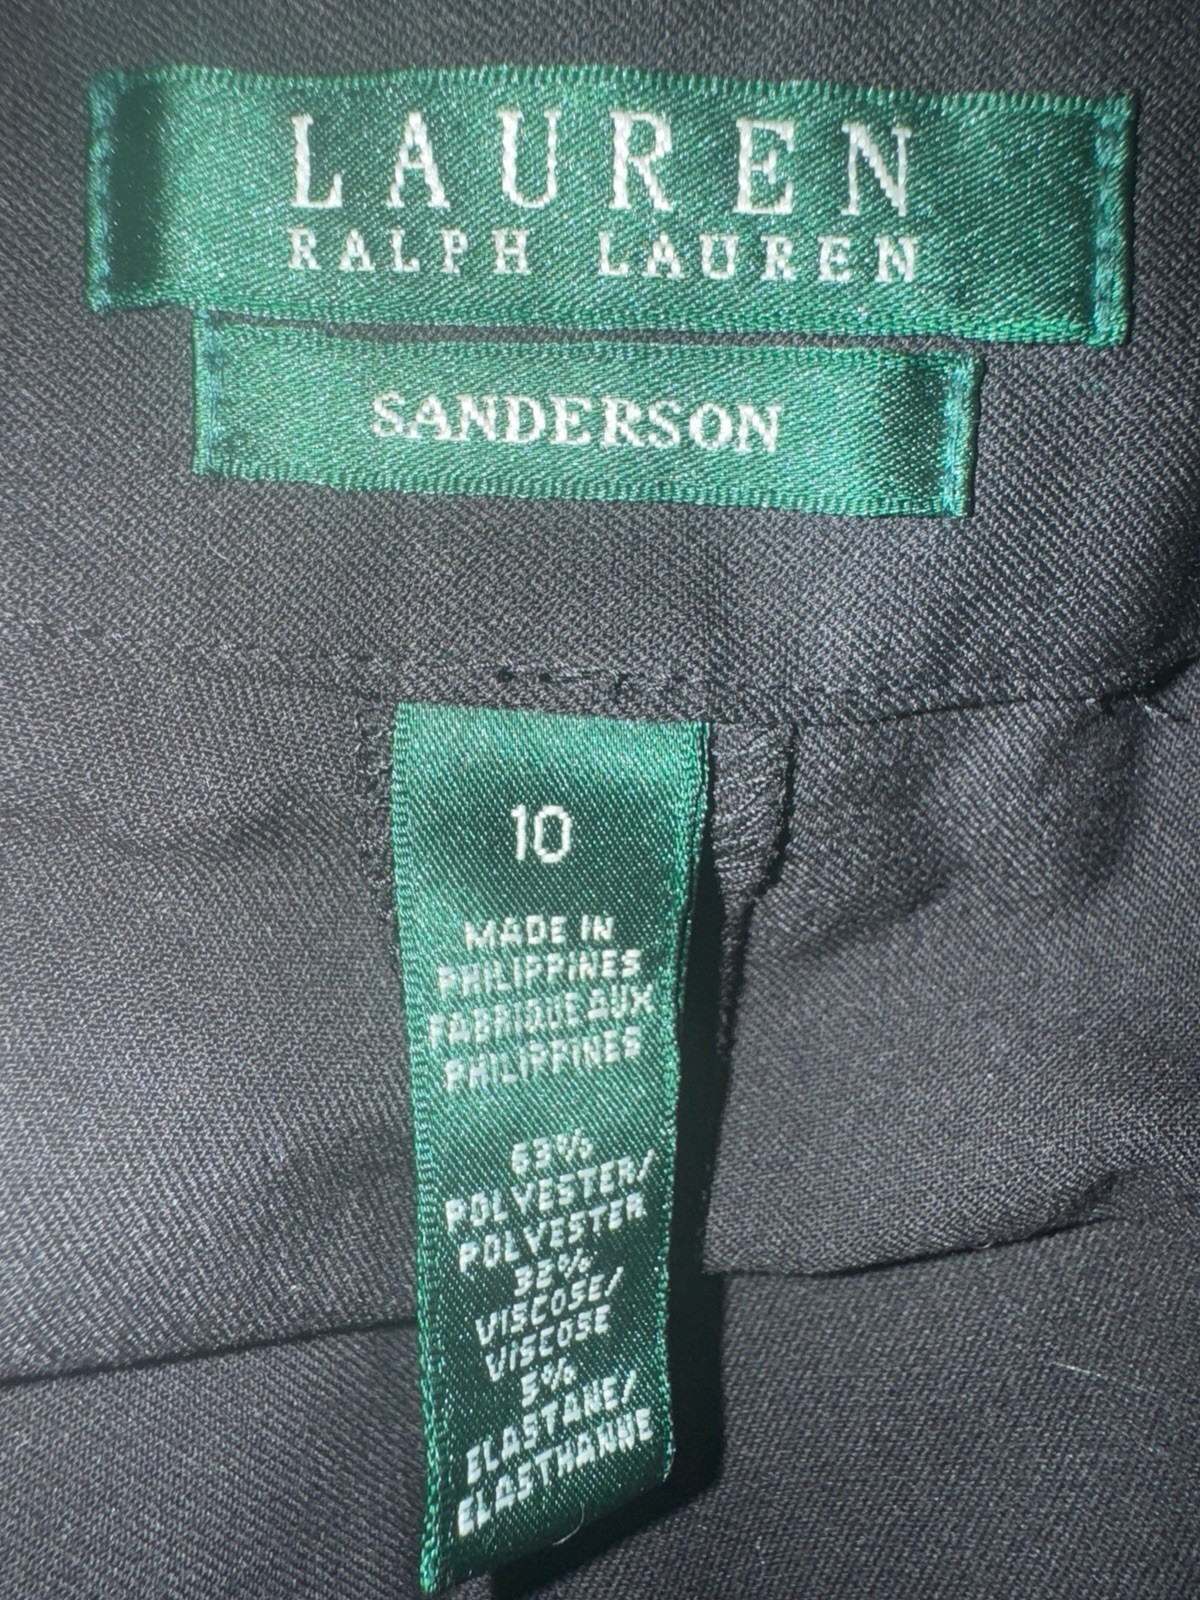 LAUREN
RALPH LAUREN
SANDERSON
10
MADE IN
PHILIPPINES
FABRIQUE AUX
PHILIPPINES
63%
POLYESTER/
POLYESTER
32%
VISCOSE/
VISCOSE
5%
ELASTANE/
ELASTHANNE